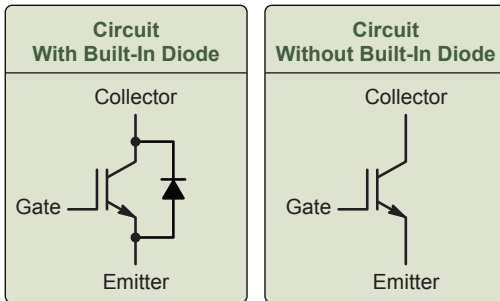 Circuit
With Built-In Diode
Collector
Gate
Emitter
Circuit
Without Built-In Diode
Collector
Gate
Emitter